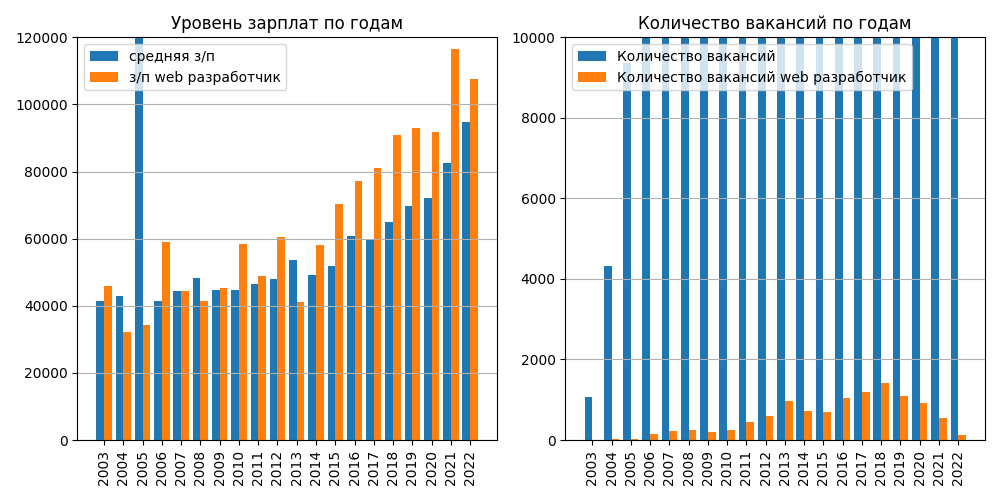 Уровень зарплат по годам
120000
100000
80000
60000
40000
20000
0
средняя з/п
з/п web разработчик
2003 2004 2005 2006 2007 2008 2009 2010 2011 2012 2013 2014 2015 2016 2017 2018 2019 2020 2021 2022
Количество вакансий по годам
10000
8000
6000
4000
2000
0
Количество вакансий
Количество вакансий web разработчик
2003 2004 2005 2006 2007 2008 2009 2010 2011 2012 2013 2014 2015 2016 2017 2018 2019 2020 2021 2022